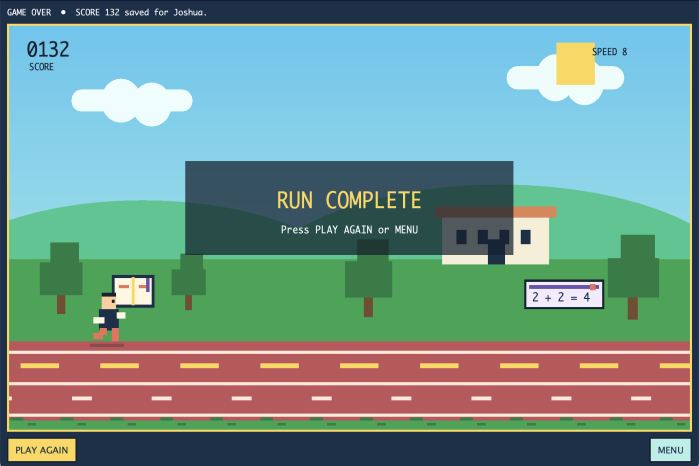 GAME OVER ● SCORE 132 saved for Joshua.
0132
SCORE
SPEED 8
RUN COMPLETE
Press PLAY AGAIN or MENU
2 + 2 = 4
PLAY AGAIN
MENU